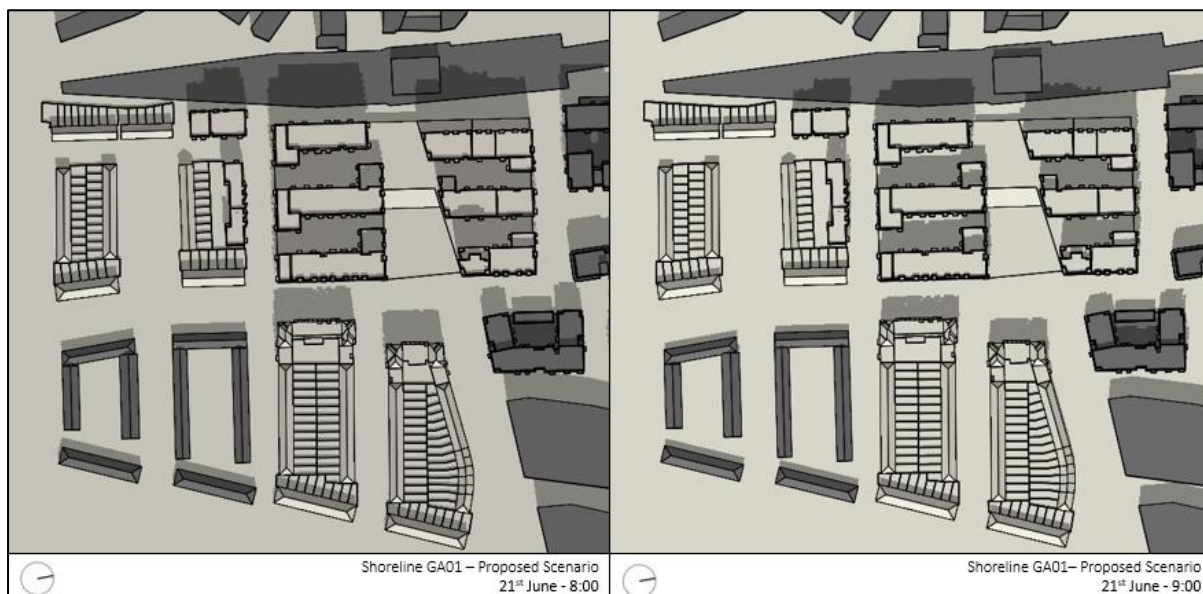 Shoreline GA01 – Proposed Scenario
21st June - 8:00
Shoreline GA01– Proposed Scenario
21st June - 9:00